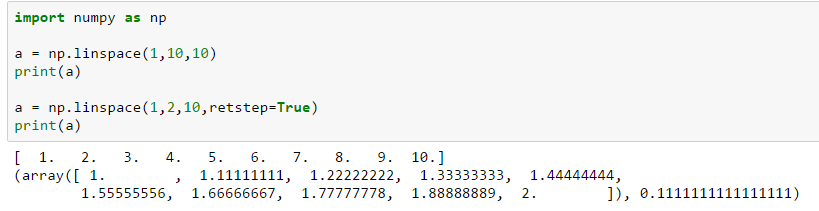 import numpy as np
a = np.linspace(1,10,10)
print(a)
a = np.linspace(1,2,10,retstep=True)
print(a)
[  1.   2.   3.   4.   5.   6.   7.   8.   9.  10.]
(array([ 1.        ,  1.11111111,  1.22222222,  1.33333333,  1.44444444,
        1.55555556,  1.66666667,  1.77777778,  1.88888889,  2.        ]), 0.1111111111111111)